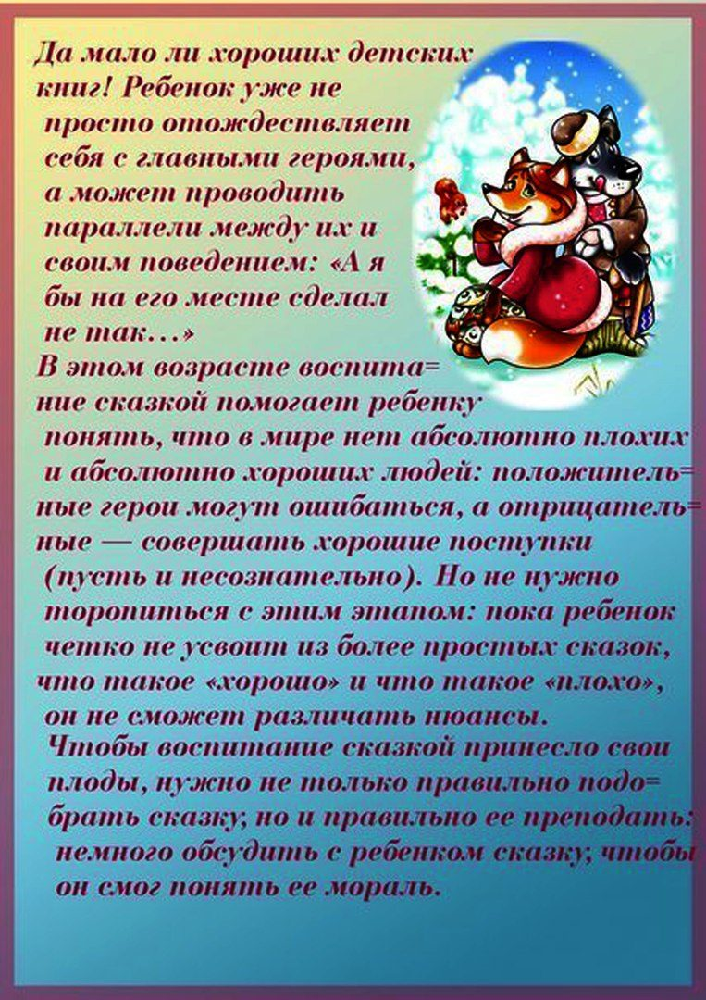 Да мало ли хороших детских
книг! Ребенок уже не
просто отождествляет
себя с главными героями,
а может проводить
параллели между их и
своим поведением: «А я
бы на его месте сделал
не так…»
В этом возрасте воспита=
ние сказкой помогает ребенку
понять, что в мире нет абсолютно плохих
и абсолютно хороших людей: положитель=
ные герои могут ошибаться, а отрицатель=
ные — совершать хорошие поступки
(пусть и несознательно). Но не нужно
торопиться с этим этапом: пока ребенок
четко не усвоит из более простых сказок,
что такое «хорошо» и что такое «плохо»,
он не сможет различать нюансы.
Чтобы воспитание сказкой принесло свои
плоды, нужно не только правильно подо=
брать сказку, но и правильно ее преподать:
немного обсудить с ребенком сказку, чтобы
он смог понять ее мораль.